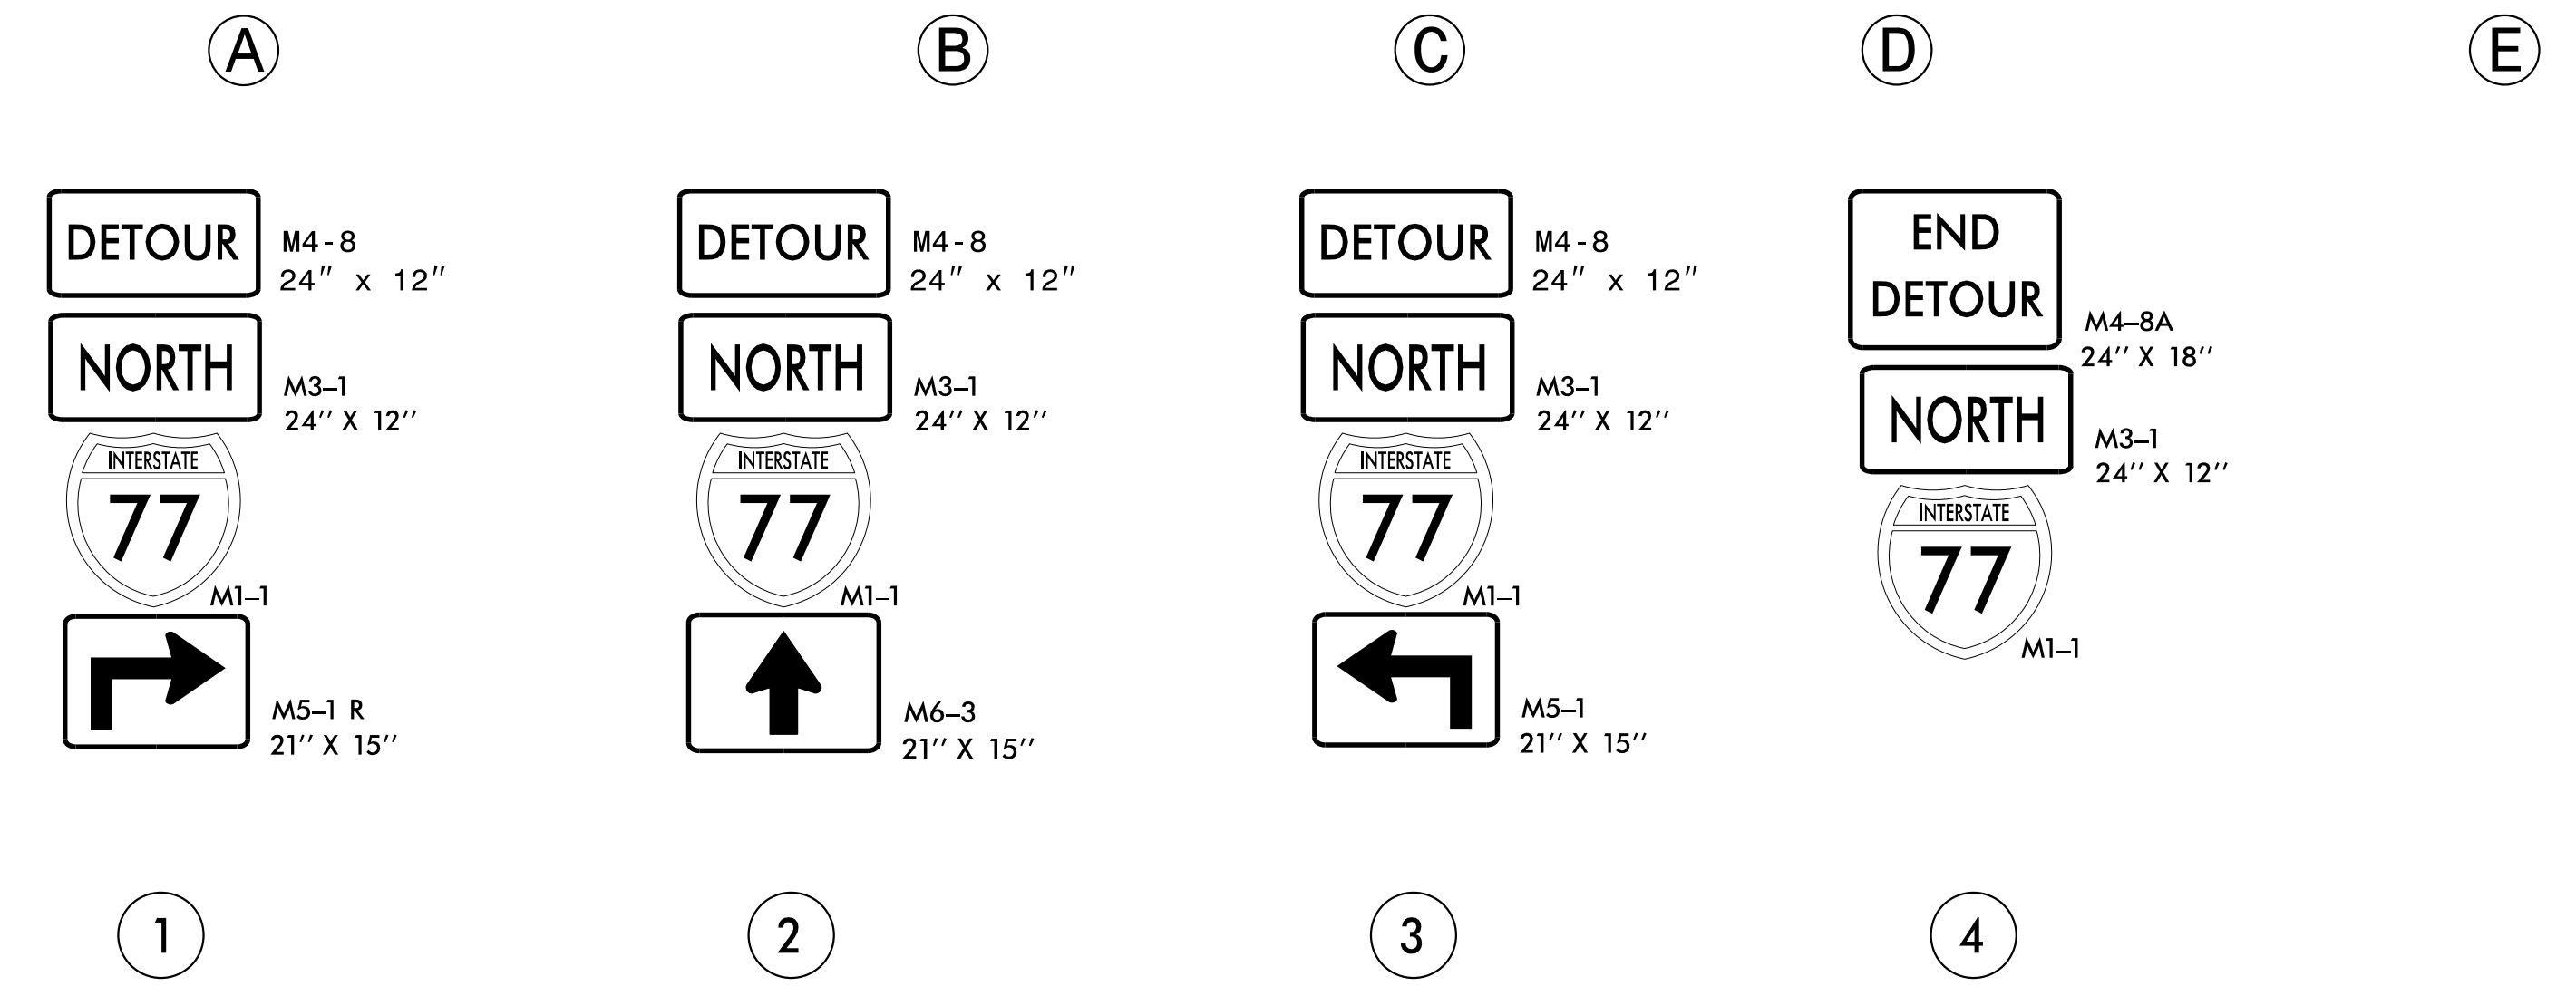 A
B
C
D
E
DETOUR
M4-8
24" x 12"
NORTH
M3-1
24'' X 12''
INTERSTATE
77
M1-1
M5-1 R
21'' X 15''
1
DETOUR
M4-8
24" x 12"
NORTH
M3-1
24'' X 12''
INTERSTATE
77
M1-1
M6-3
21'' X 15''
2
DETOUR
M4-8
24" x 12"
NORTH
M3-1
24'' X 12''
INTERSTATE
77
M1-1
M5-1
21'' X 15''
3
END
DETOUR
M4-8A
24'' X 18''
NORTH
M3-1
24'' X 12''
INTERSTATE
77
M1-1
4